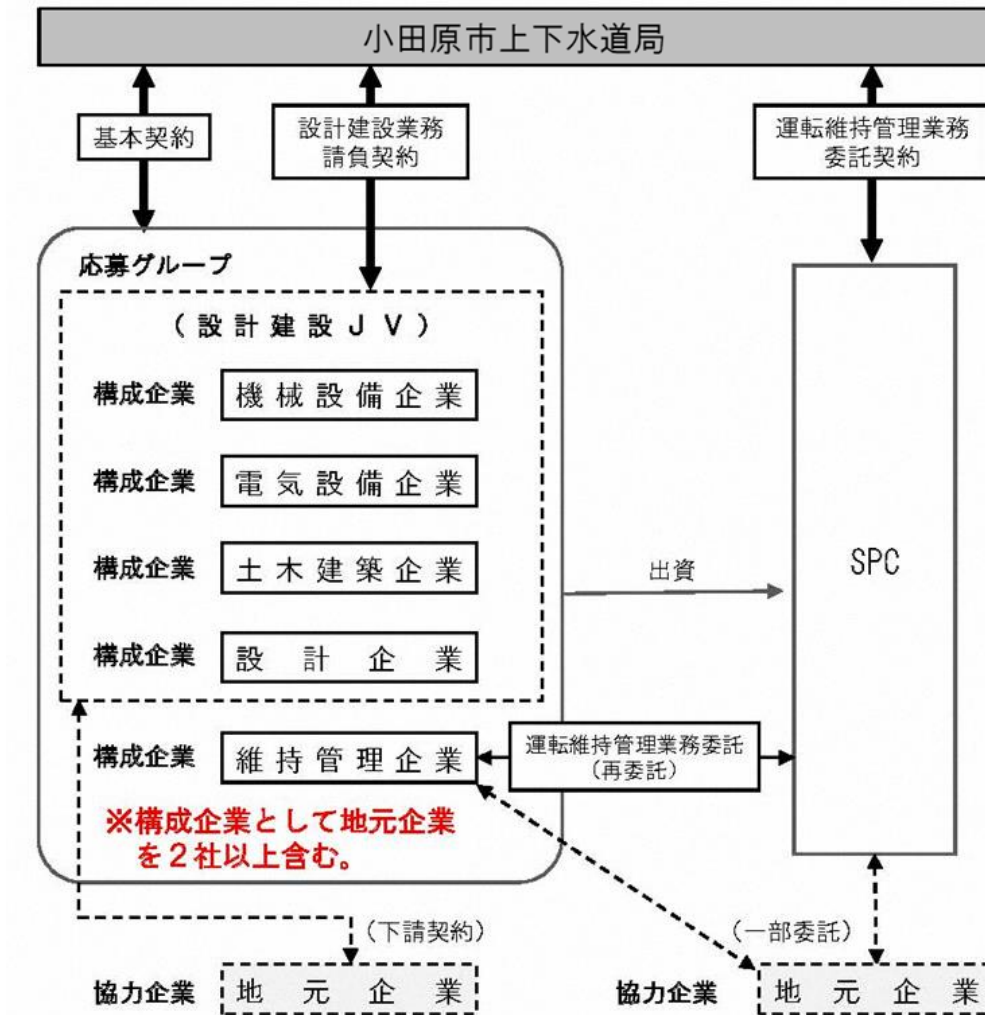 小田原市上下水道局
基本契約
設計建設業務
請負契約
運転維持管理業務
委託契約
応募グループ
（設計建設ＪＶ）
構成企業 機械設備企業
構成企業 電気設備企業
構成企業 土木建築企業
構成企業 設計企業
出資
SPC
構成企業 維持管理企業
運転維持管理業務委託
（再委託）
※構成企業として地元企業
を２社以上含む。
（下請契約）
（一部委託）
協力企業 地元企業
協力企業 地元企業